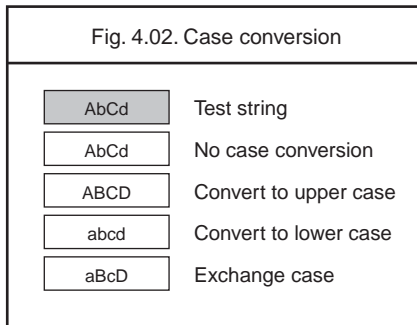 Fig. 4.02. Case conversion
AbCd Test string
AbCd No case conversion
ABCD Convert to upper case
abcd Convert to lower case
aBcD Exchange case